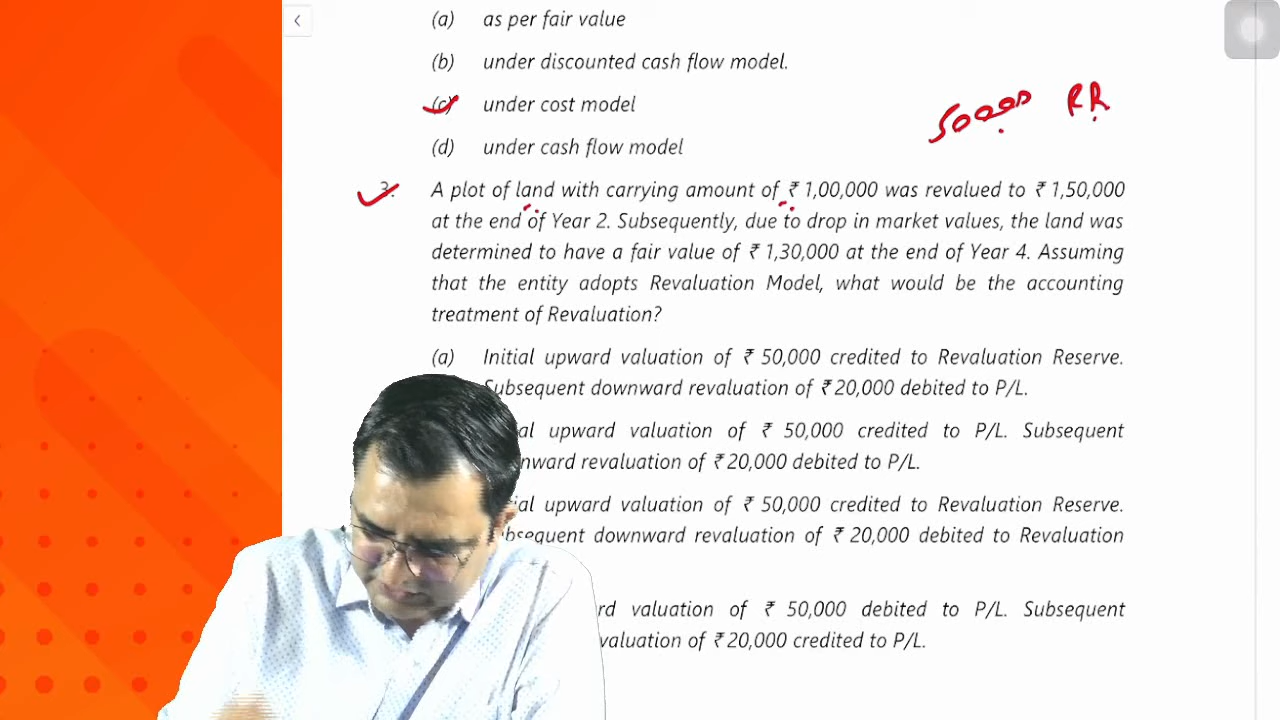 (a) as per fair value
(b) under discounted cash flow model.
(c) under cost model
50000 RR
(d) under cash flow model
3. A plot of land with carrying amount of ₹ 1,00,000 was revalued to ₹ 1,50,000
at the end of Year 2. Subsequently, due to drop in market values, the land was
determined to have a fair value of ₹ 1,30,000 at the end of Year 4. Assuming
that the entity adopts Revaluation Model, what would be the accounting
treatment of Revaluation?
(a) Initial upward valuation of ₹ 50,000 credited to Revaluation Reserve.
Subsequent downward revaluation of ₹ 20,000 debited to P/L.
upward valuation of ₹ 50,000 credited to P/L. Subsequent
revaluation of ₹ 20,000 debited to P/L.
upward valuation of ₹ 50,000 credited to Revaluation Reserve.
downward revaluation of ₹ 20,000 debited to Revaluation
valuation of ₹ 50,000 debited to P/L. Subsequent
of ₹ 20,000 credited to P/L.